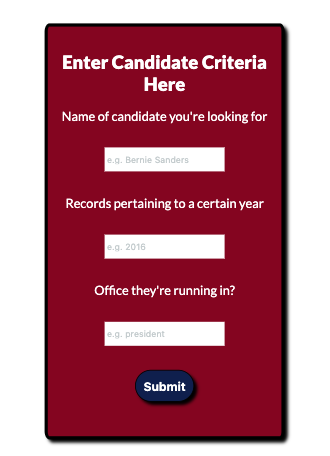 Enter Candidate Criteria
Here
Name of candidate you're looking for
e.g. Bernie Sanders
Records pertaining to a certain year
e.g. 2016
Office they're running in?
e.g. president
Submit